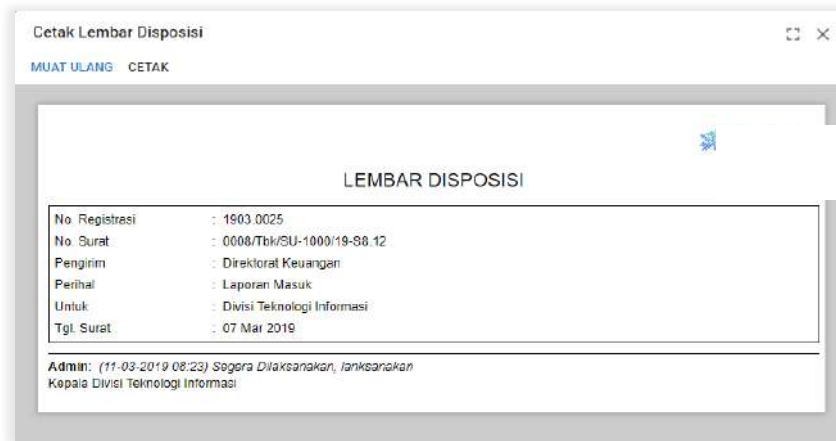 Cetak Lembar Disposisi
MUAT ULANG CETAK
LEMBAR DISPOSISI
No. Registrasi : 1903.0025
No. Surat : 0008/Tbk/SU-1000/19-S8.12
Pengirim : Direktorat Keuangan
Perihal : Laporan Masuk
Untuk : Divisi Teknologi Informasi
Tgl. Surat : 07 Mar 2019
Admin: (11-03-2019 08:23) Segera Dilaksanakan, lanksanakan
Kepala Divisi Teknologi Informasi